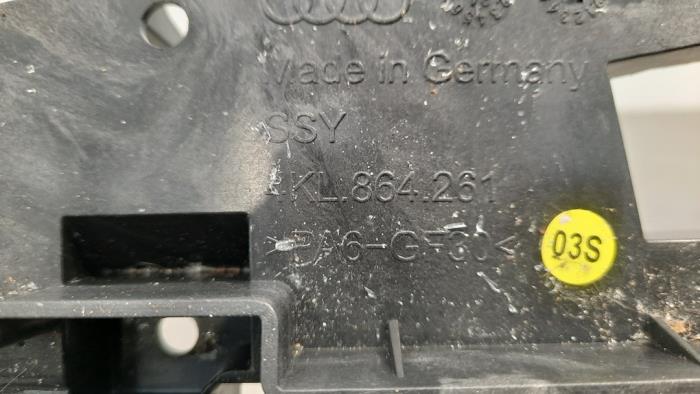 Made in Germany
SSY
4KL.864.261
>PA6-GF30<
03S